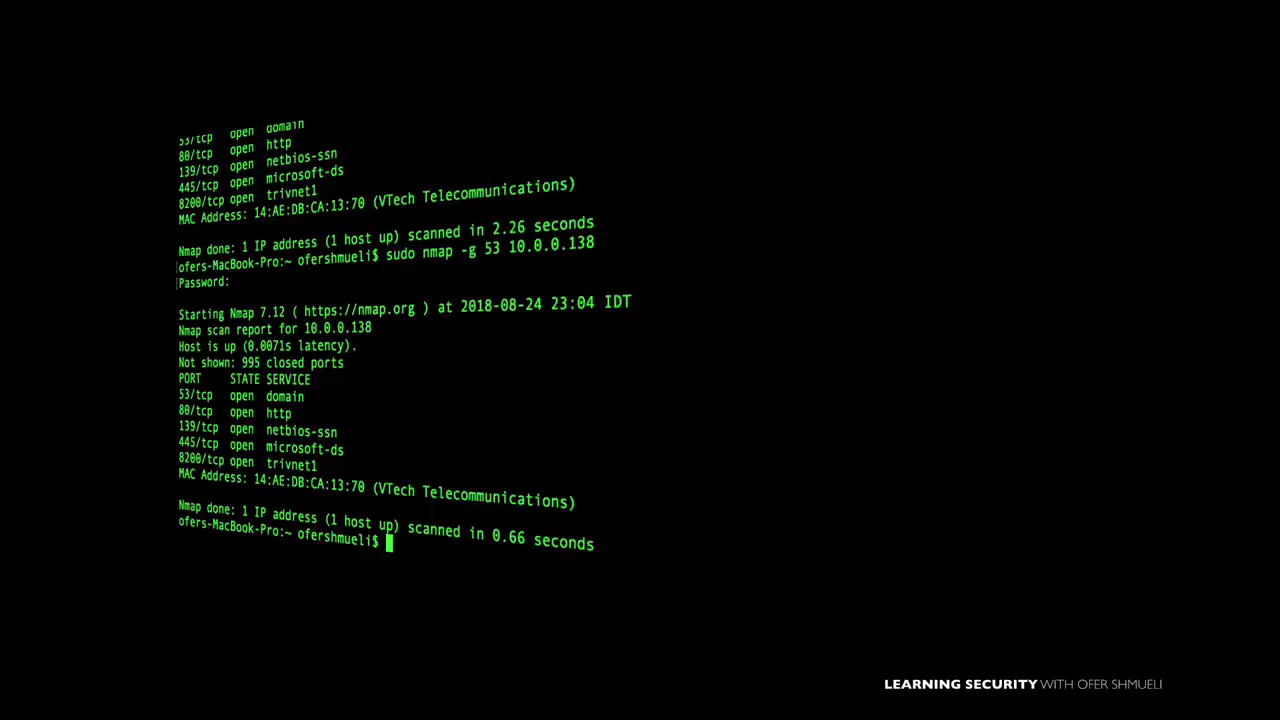 53/tcp open domain
80/tcp open http
139/tcp open netbios-ssn
445/tcp open microsoft-ds
8200/tcp open trivnet1
MAC Address: 14:AE:DB:CA:13:70 (VTech Telecommunications)
Nmap done: 1 IP address (1 host up) scanned in 2.26 seconds
ofers-MacBook-Pro:~ ofershmueli$ sudo nmap -g 53 10.0.0.138
Password:
Starting Nmap 7.12 ( https://nmap.org ) at 2018-08-24 23:04 IDT
Nmap scan report for 10.0.0.138
Host is up (0.0071s latency).
Not shown: 995 closed ports
PORT STATE SERVICE
53/tcp open domain
80/tcp open http
139/tcp open netbios-ssn
445/tcp open microsoft-ds
8200/tcp open trivnet1
MAC Address: 14:AE:DB:CA:13:70 (VTech Telecommunications)
Nmap done: 1 IP address (1 host up) scanned in 0.66 seconds
ofers-MacBook-Pro:~ ofershmueli$
LEARNING SECURITY WITH OFER SHMUELI